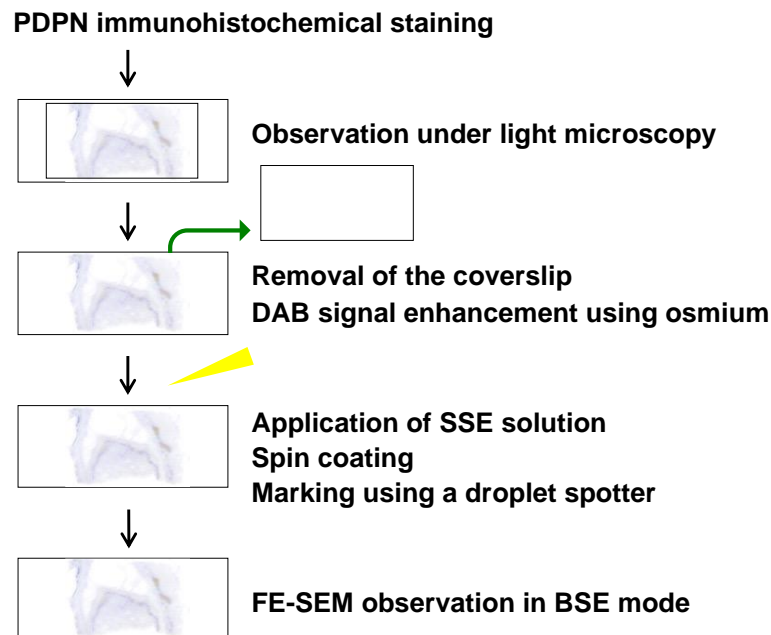 PDPN immunohistochemical staining
Observation under light microscopy
Removal of the coverslip
DAB signal enhancement using osmium
Application of SSE solution
Spin coating
Marking using a droplet spotter
FE-SEM observation in BSE mode